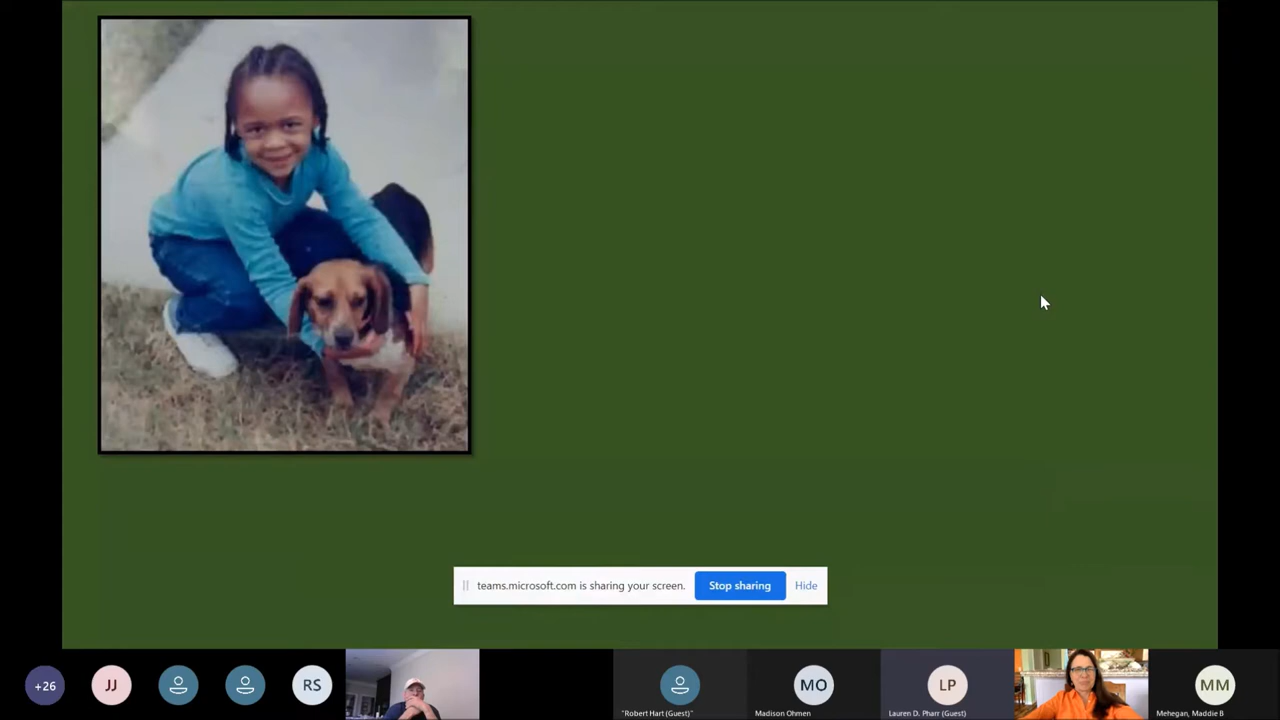 teams.microsoft.com is sharing your screen. Stop sharing Hide
+26 JJ RS MO LP MM
"Robert Hart (Guest)" Madison Ohmen Lauren D. Pharr (Guest) Mehegan, Maddie B